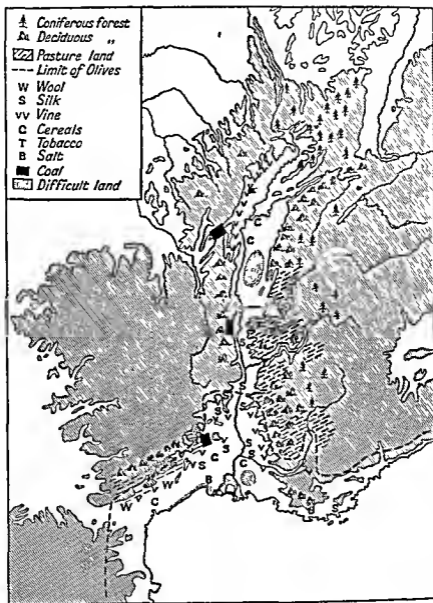 Coniferous forest
Deciduous „
Pasture land
Limit of Olives
W Wool
S Silk
VV Vine
C Cereals
T Tobacco
B Salt
Coal
Difficult land
C
C
C
C
S
S
V S C
W V W
C
B
C